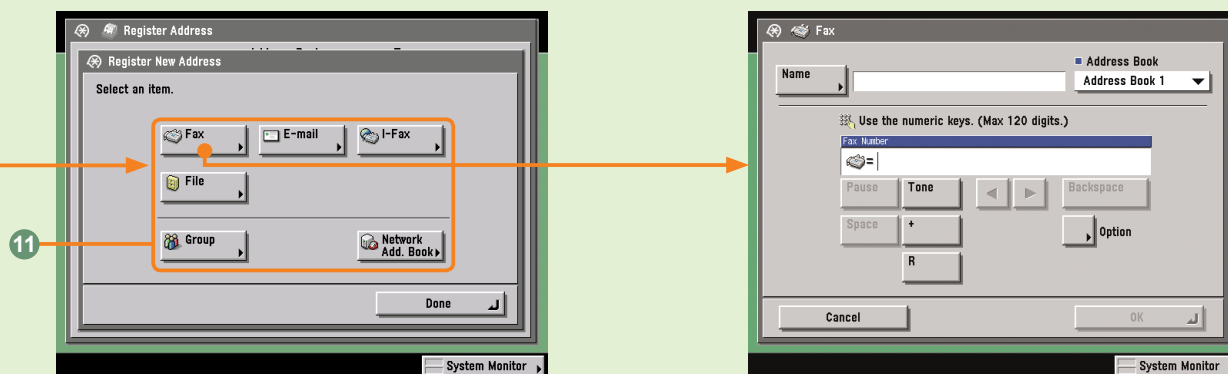 Register Address
Register New Address
Select an item.
Fax
E-mail
I-Fax
File
11
Group
Network
Add. Book
Done
System Monitor
Fax
Name
Address Book
Address Book 1
Use the numeric keys. (Max 120 digits.)
Fax Number
=
Pause
Tone
Backspace
Space
+
Option
R
Cancel
OK
System Monitor